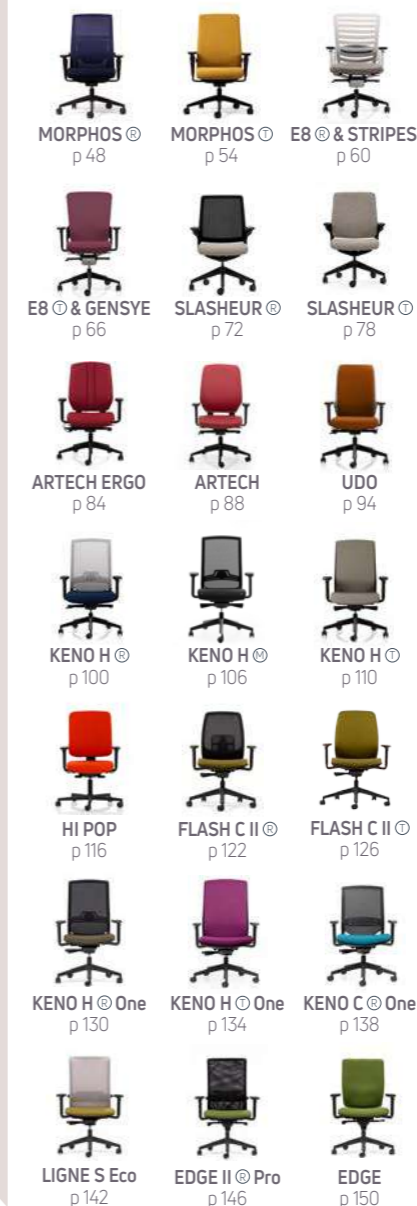 MORPHOS Ⓡ
p 48
MORPHOS Ⓣ
p 54
E8 Ⓡ & STRIPES
p 60
E8 Ⓣ & GENSYE
p 66
SLASHEUR Ⓡ
p 72
SLASHEUR Ⓣ
p 78
ARTECH ERGO
p 84
ARTECH
p 88
UDO
p 94
KENO H Ⓡ
p 100
KENO H Ⓜ
p 106
KENO H Ⓣ
p 110
HI POP
p 116
FLASH C II Ⓡ
p 122
FLASH C II Ⓣ
p 126
KENO H Ⓡ One
p 130
KENO H Ⓣ One
p 134
KENO C Ⓡ One
p 138
LIGNE S Eco
p 142
EDGE II Ⓡ Pro
p 146
EDGE
p 150